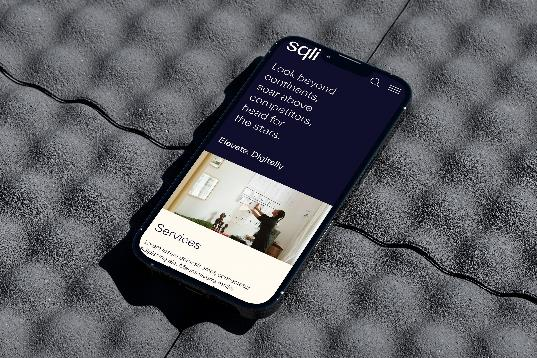 sqli
Look beyond
continents,
soar above
competitors,
head for
the stars.
Elevate. Digitally
Services